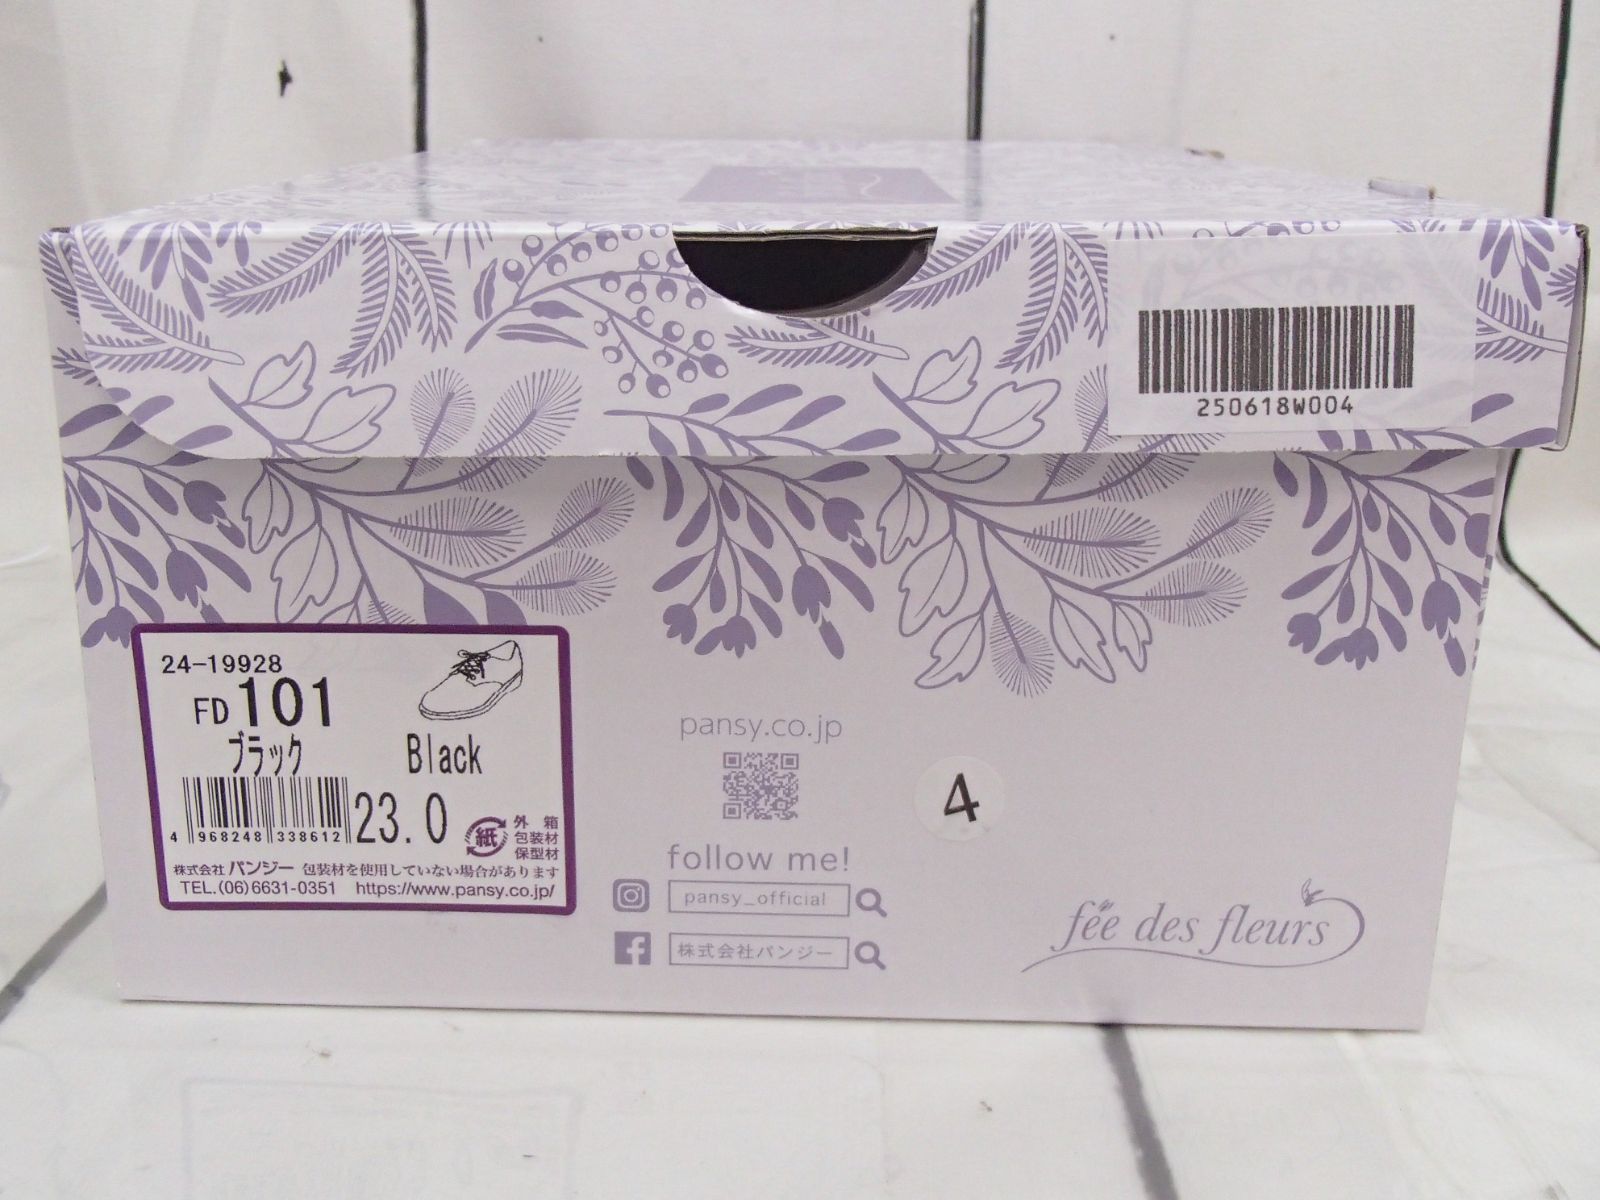 250618W004
24-19928
FD 101
ブラック Black
4 968248 338612
23.0
紙
外箱
包装材
保型材
株式会社 パンジー 包装材を使用していない場合があります
TEL.(06)6631-0351 https://www.pansy.co.jp/
pansy.co.jp
follow me!
pansy_official
株式会社パンジー
4
fée des fleurs